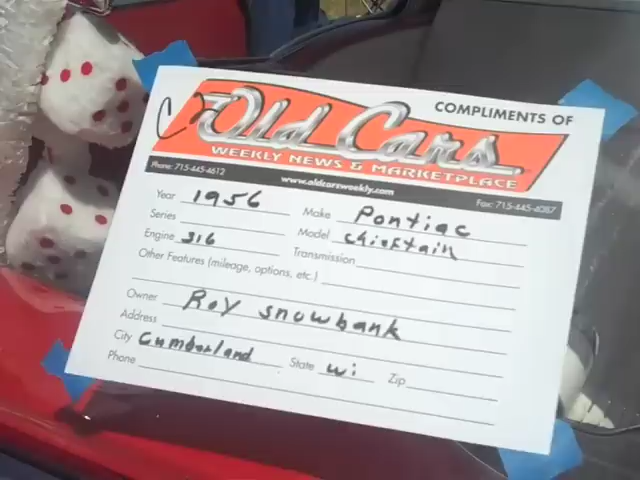 COMPLIMENTS OF
Old Cars
WEEKLY NEWS & MARKETPLACE
Phone: 715-445-4612 www.oldcarsweekly.com Fax: 715-445-4087
Year 1956 Make Pontiac
Series Model chieftain
Engine 316 Transmission
Other Features (mileage, options, etc.)
Owner Roy snowbank
Address
City Cumberland State wi Zip
Phone